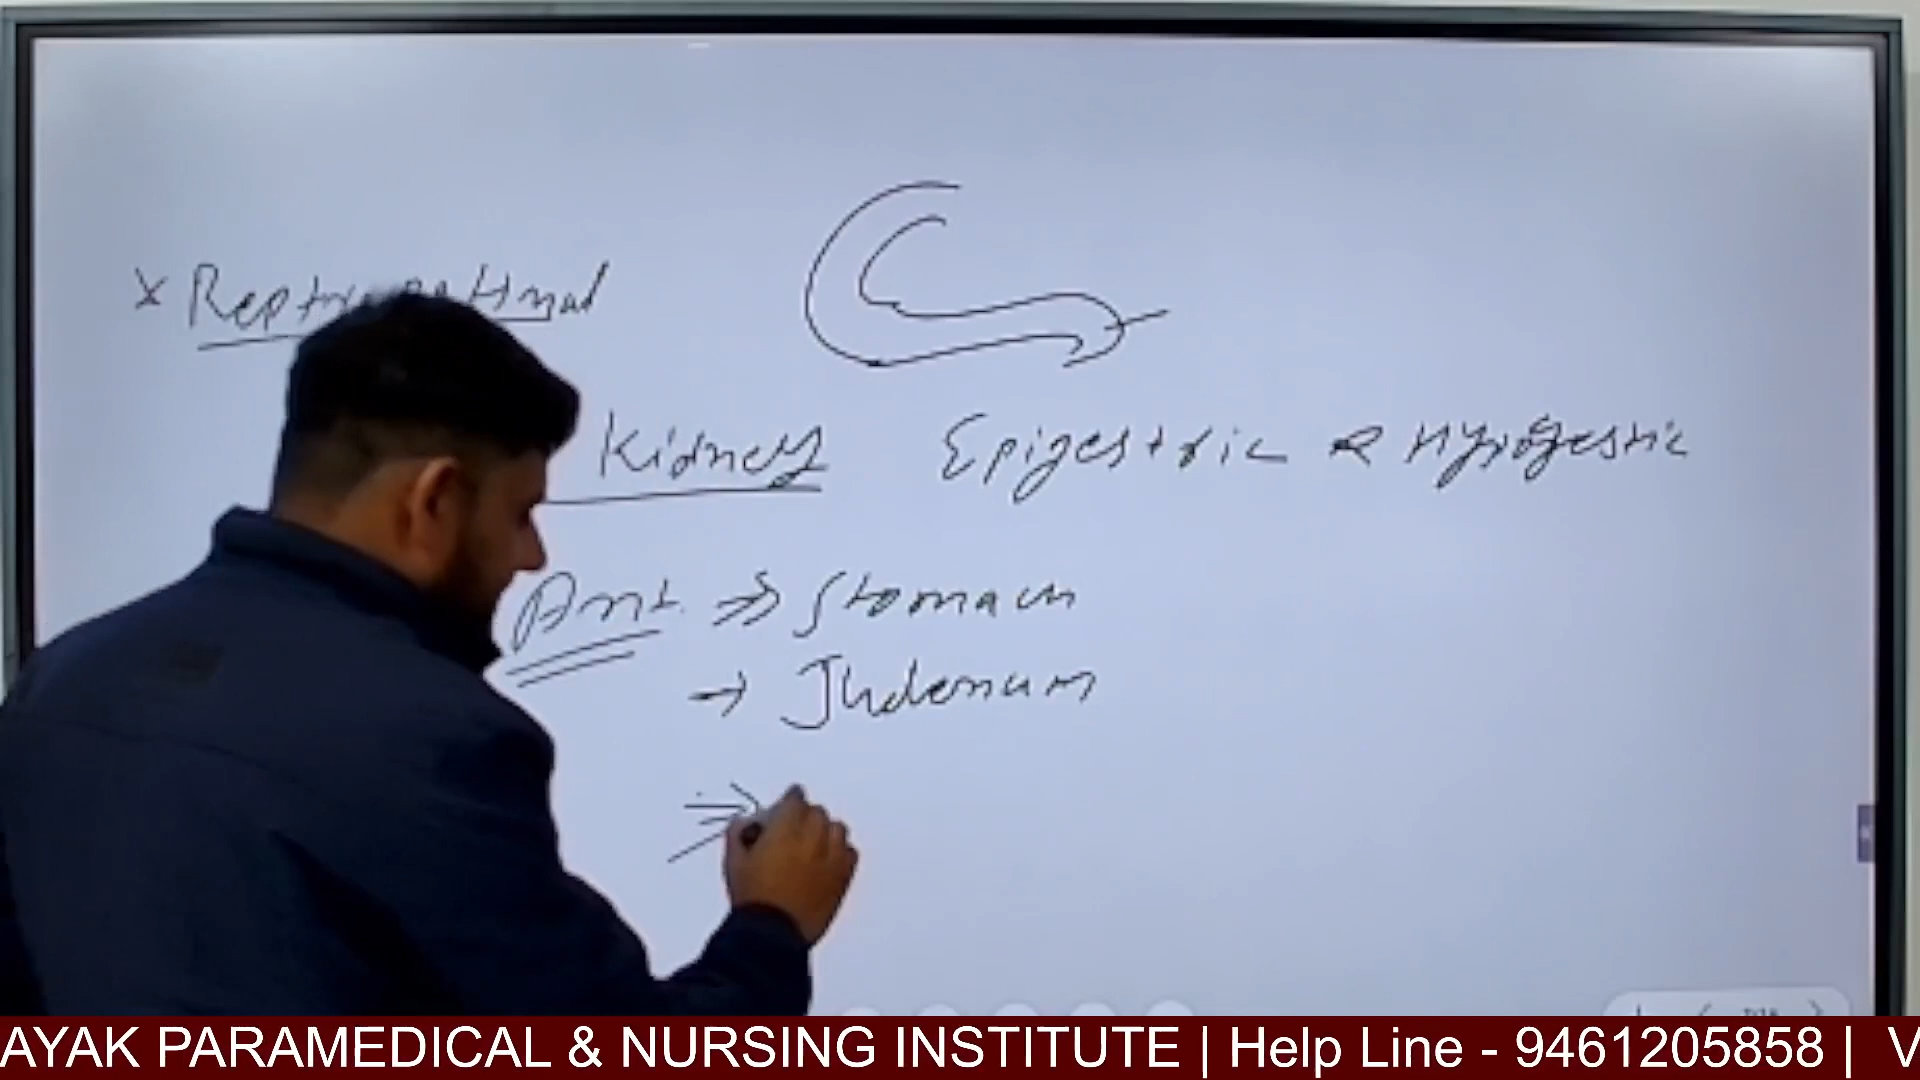 Kidney Epigestric & Hypogestric
Ant. → Stomach
→ Jhdenum
AYAK PARAMEDICAL & NURSING INSTITUTE | Help Line - 9461205858 | V